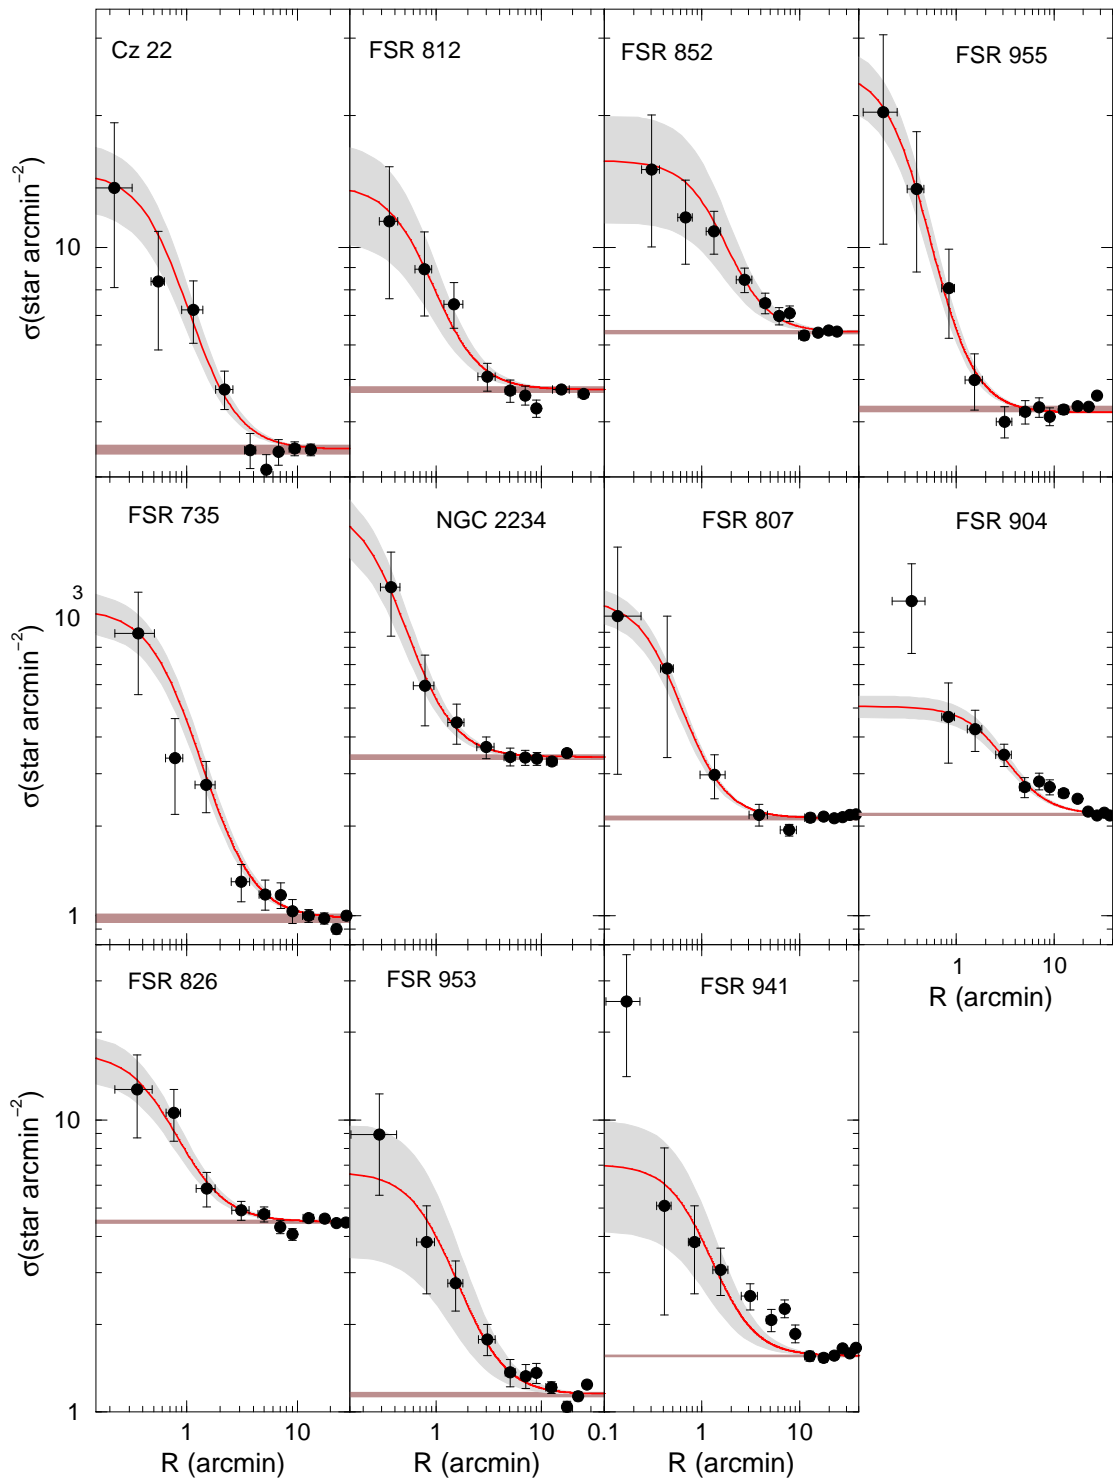 Cz 22
FSR 812
FSR 852
FSR 955
10
σ(star arcmin⁻²)
FSR 735
NGC 2234
FSR 807
FSR 904
3
10
1
σ(star arcmin⁻²)
1
10
R (arcmin)
FSR 826
FSR 953
FSR 941
10
1
σ(star arcmin⁻²)
1
10
1
10
0.1
1
10
R (arcmin)
R (arcmin)
R (arcmin)